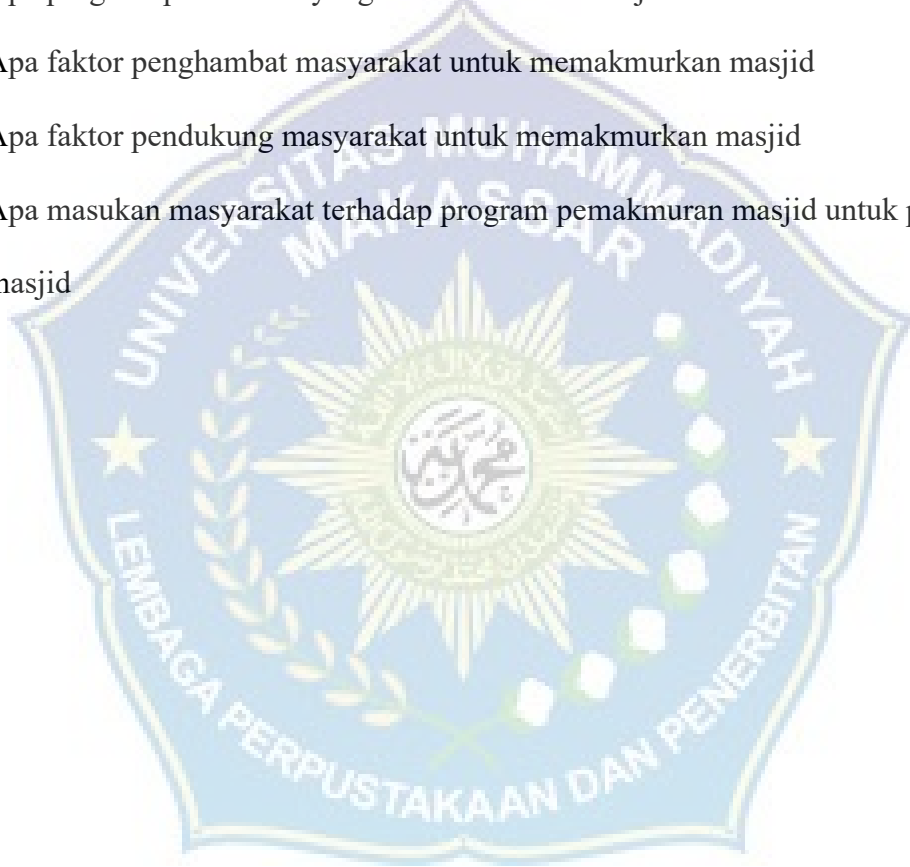 Apa faktor penghambat masyarakat untuk memakmurkan masjid
Apa faktor pendukung masyarakat untuk memakmurkan masjid
Apa masukan masyarakat terhadap program pemakmuran masjid untuk
masjid
UNIVERSITAS MUHAMMADIYAH
MAKASSAR
LEMBAGA PERPUSTAKAAN DAN PENERBITAN